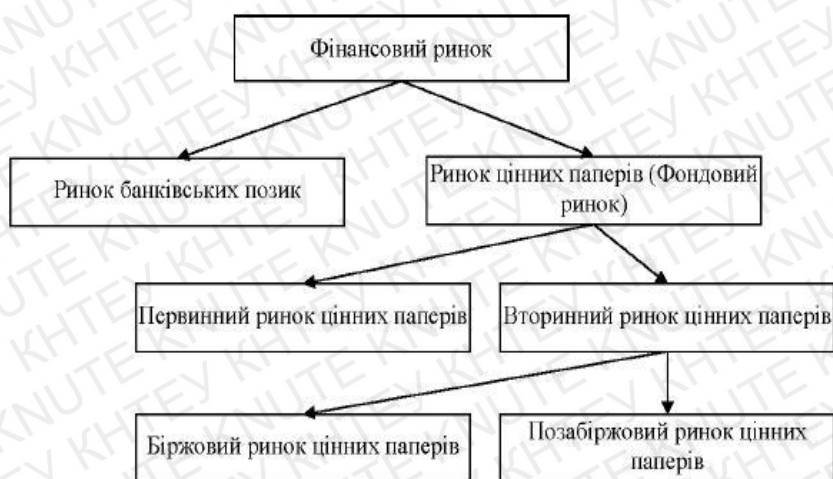 Фінансовий ринок
Ринок банківських позик
Ринок цінних паперів (Фондовий
ринок)
Первинний ринок цінних паперів
Вторинний ринок цінних паперів
Біржовий ринок цінних паперів
Позабіржовий ринок цінних
паперів